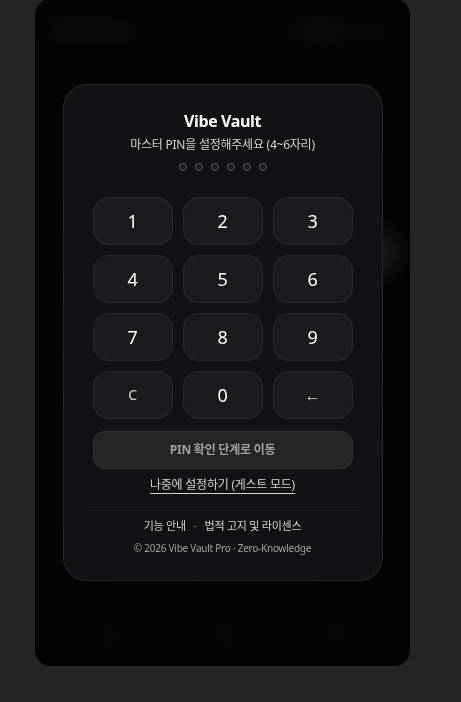 Vibe Vault
마스터 PIN을 설정해주세요 (4~6자리)
1 2 3
4 5 6
7 8 9
C 0 ←
PIN 확인 단계로 이동
나중에 설정하기 (게스트 모드)
기능 안내 · 법적 고지 및 라이센스
© 2026 Vibe Vault Pro · Zero-Knowledge